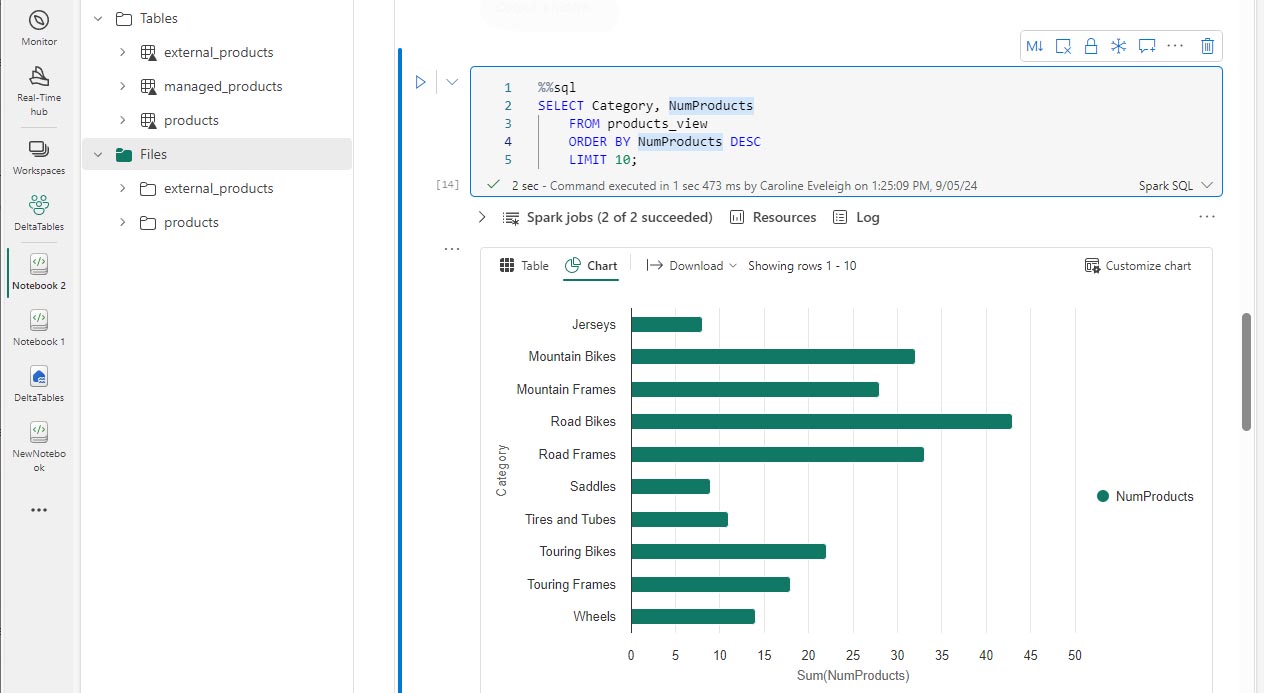 Monitor
Real-Time
hub
Workspaces
DeltaTables
Notebook 2
Notebook 1
DeltaTables
NewNotebo
ok
Tables
external_products
managed_products
products
Files
external_products
products
M↓
1 %%sql
2 SELECT Category, NumProducts
3 FROM products_view
4 ORDER BY NumProducts DESC
5 LIMIT 10;
[14]
2 sec - Command executed in 1 sec 473 ms by Caroline Eveleigh on 1:25:09 PM, 9/05/24
Spark SQL
Spark jobs (2 of 2 succeeded) Resources Log
Table Chart Download Showing rows 1 - 10 Customize chart
Category
Jerseys
Mountain Bikes
Mountain Frames
Road Bikes
Road Frames
Saddles
Tires and Tubes
Touring Bikes
Touring Frames
Wheels
0 5 10 15 20 25 30 35 40 45 50
Sum(NumProducts)
NumProducts